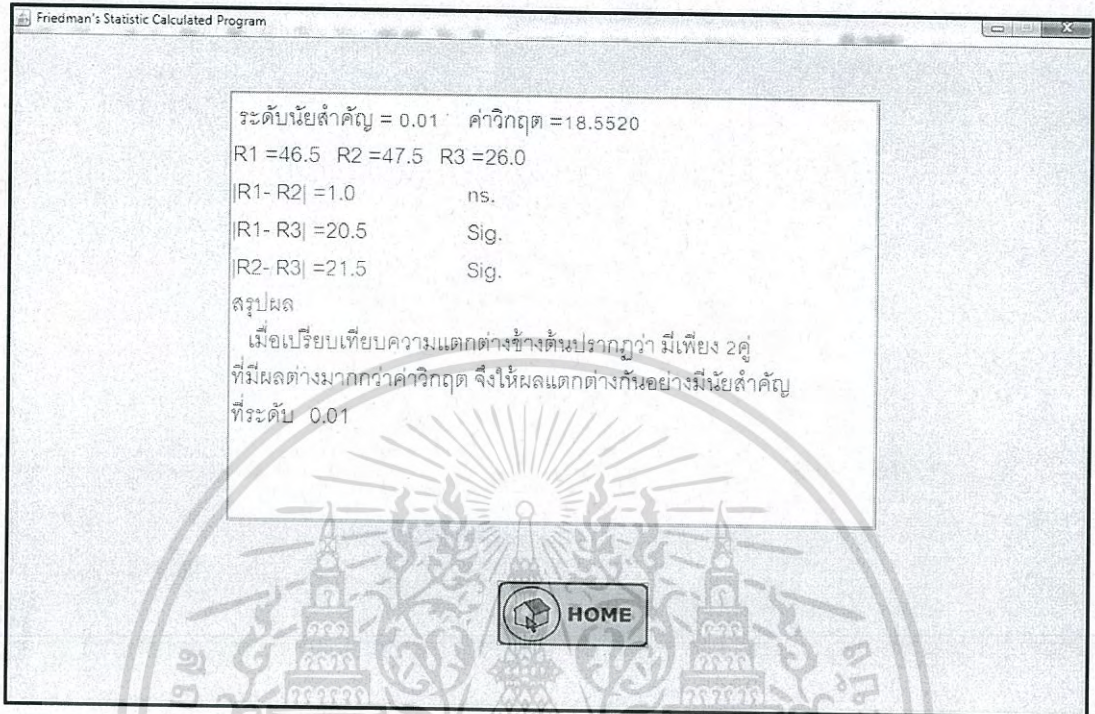 Friedman's Statistic Calculated Program
ระดับนัยสำคัญ = 0.01 ค่าวิกฤต =18.5520
R1 =46.5 R2 =47.5 R3 =26.0
|R1- R2| =1.0 ns.
|R1- R3| =20.5 Sig.
|R2- R3| =21.5 Sig.
สรุปผล
เมื่อเปรียบเทียบความแตกต่างข้างต้นปรากฏว่า มีเพียง 2คู่
ที่มีผลต่างมากกว่าค่าวิกฤต จึงให้ผลแตกต่างกันอย่างมีนัยสำคัญ
ที่ระดับ 0.01
HOME